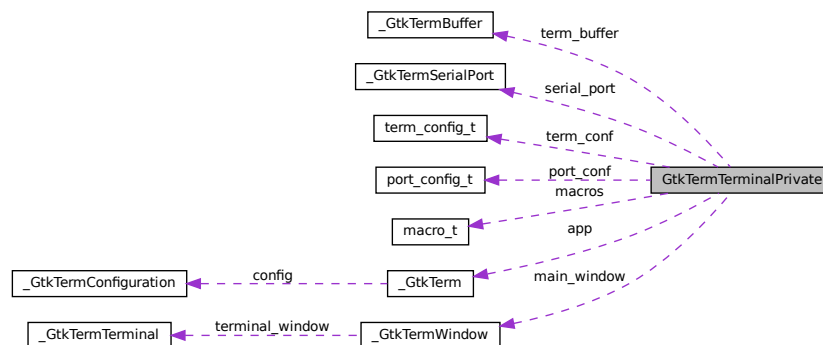 _GtkTermBuffer
term_buffer
_GtkTermSerialPort
serial_port
term_config_t
term_conf
port_config_t
port_conf
GtkTermTerminalPrivate
macros
macro_t
app
_GtkTermConfiguration
config
_GtkTerm
main_window
_GtkTermTerminal
terminal_window
_GtkTermWindow